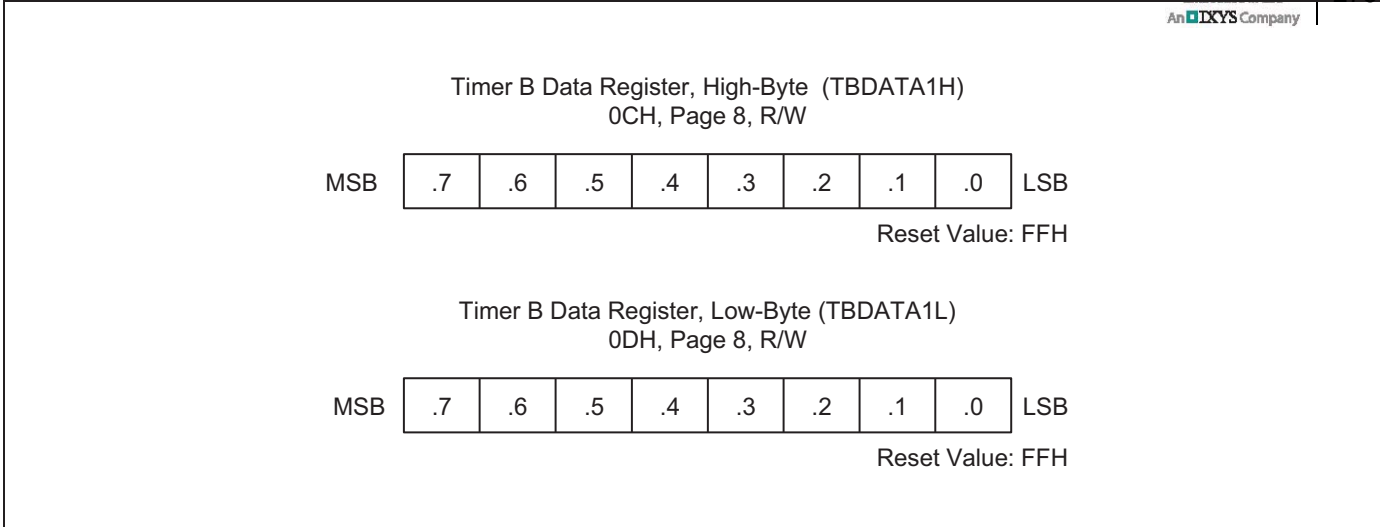 An IXYS Company
Timer B Data Register, High-Byte (TBDATA1H)
0CH, Page 8, R/W
MSB .7 .6 .5 .4 .3 .2 .1 .0 LSB
Reset Value: FFH
Timer B Data Register, Low-Byte (TBDATA1L)
0DH, Page 8, R/W
MSB .7 .6 .5 .4 .3 .2 .1 .0 LSB
Reset Value: FFH